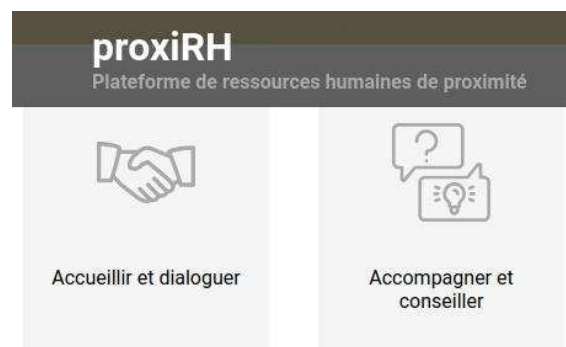 proxiRH
Plateforme de ressources humaines de proximité
?
Accueillir et dialoguer
Accompagner et
conseiller